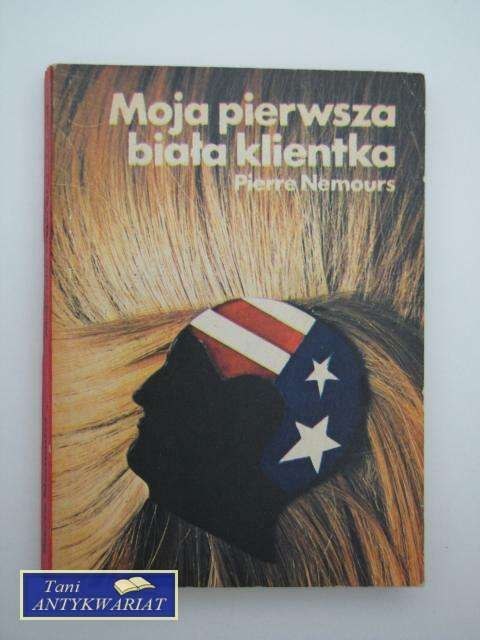 Moja pierwsza
biała klientka
Pierre Nemours
Tani
ANTYKWARIAT